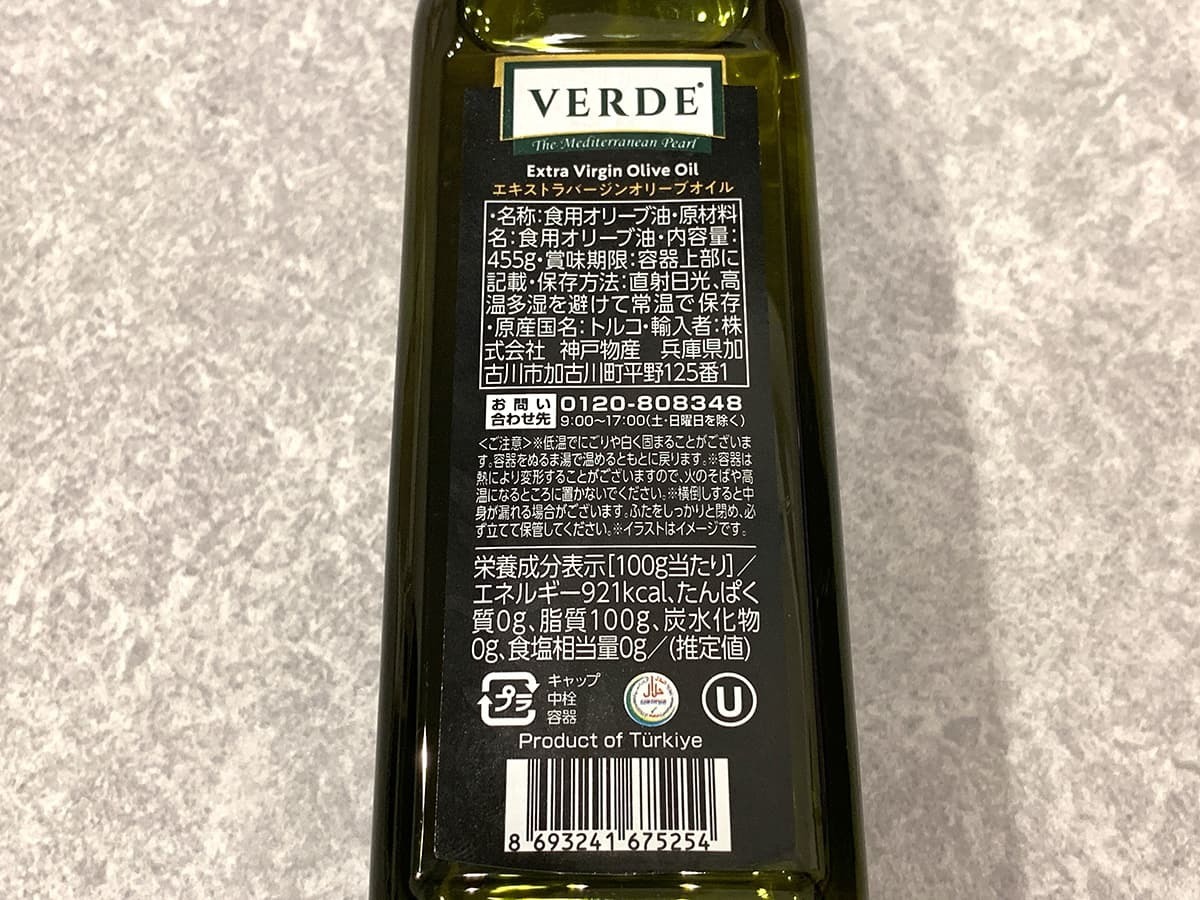 VERDE
The Mediterranean Pearl
Extra Virgin Olive Oil
エキストラバージンオリーブオイル
・名称:食用オリーブ油・原材料
名:食用オリーブ油・内容量:
455g・賞味期限:容器上部に
記載・保存方法:直射日光、高
温多湿を避けて常温で保存
・原産国名:トルコ・輸入者:株
式会社 神戸物産 兵庫県加
古川市加古川町平野125番1
お問い
合わせ先
0120-808348
9:00〜17:00(土・日曜日を除く)
<ご注意>※低温でにごりや白く固まることがございま
す。容器をぬるま湯で温めるともとに戻ります。※容器は
熱により変形することがございますので、火のそばや高
温になるところに置かないでください。※横倒しすると中
身が漏れる場合がございます。ふたをしっかりと閉め、必
ず立てて保管してください。※イラストはイメージです。
栄養成分表示[100g当たり]/
エネルギー921kcal、たんぱく
質0g、脂質100g、炭水化物
0g、食塩相当量0g/(推定値)
プラ
キャップ
中栓
容器
حلال
U
Product of Türkiye
8 693241 675254